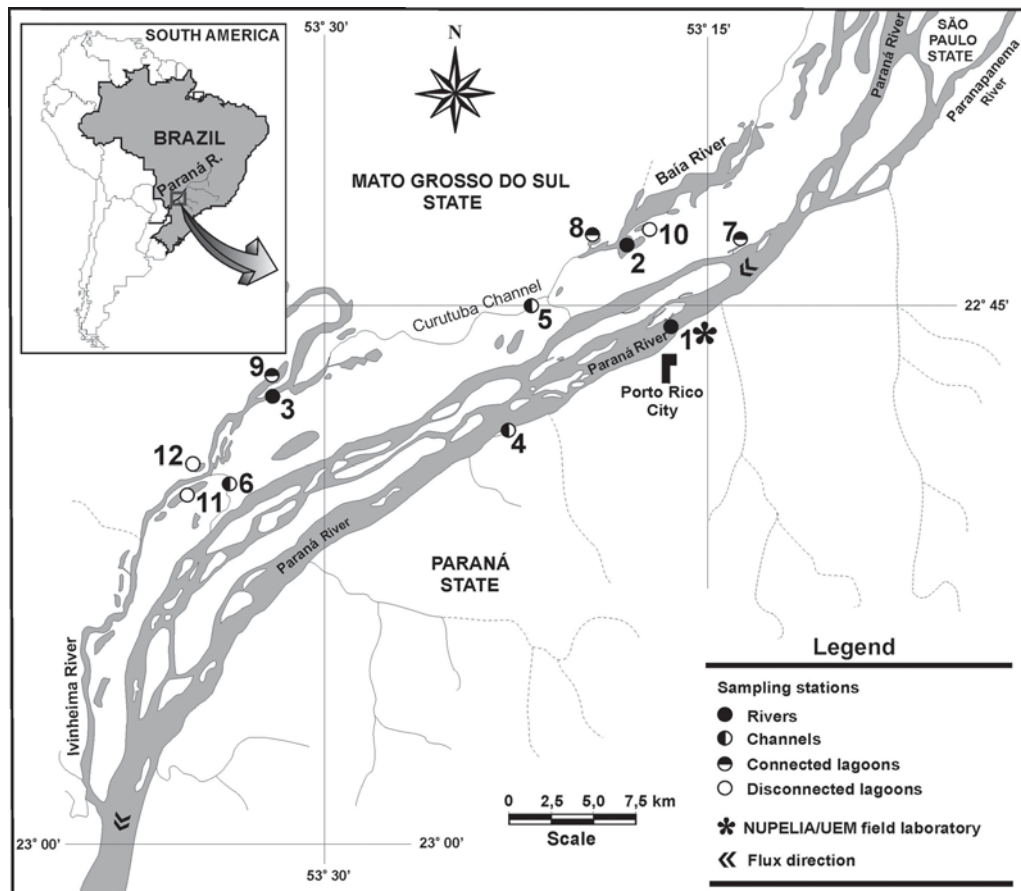 SOUTH AMERICA
BRAZIL
Paraná R.
53° 30'
53° 15'
N
SÃO
PAULO
STATE
Paraná River
Paranapanema
River
MATO GROSSO DO SUL
STATE
Baía River
8
10
2
7
Curutuba Channel
5
22° 45'
1
Paraná River
Porto Rico
City
9
3
4
12
6
11
Paraná River
PARANÁ
STATE
Ivinheima River
Legend
Sampling stations
Rivers
Channels
Connected lagoons
Disconnected lagoons
NUPELIA/UEM field laboratory
Flux direction
0 2,5 5,0 7,5 km
Scale
23° 00'
23° 00'
53° 30'